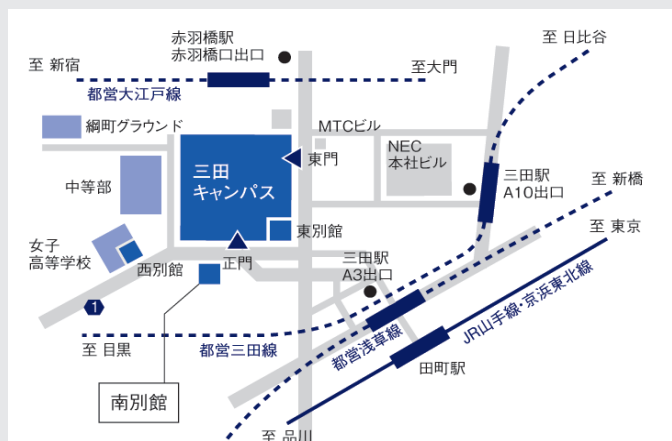 赤羽橋駅
赤羽橋口出口
至 新宿
至 日比谷
至大門
都営大江戸線
綱町グラウンド
MTCビル
NEC
本社ビル
三田
キャンパス
東門
中等部
三田駅
A10出口
至 新橋
至 東京
東別館
女子
高等学校
西別館
正門
三田駅
A3出口
1
至 目黒
都営三田線
都営浅草線
JR山手線・京浜東北線
田町駅
南別館
至 品川